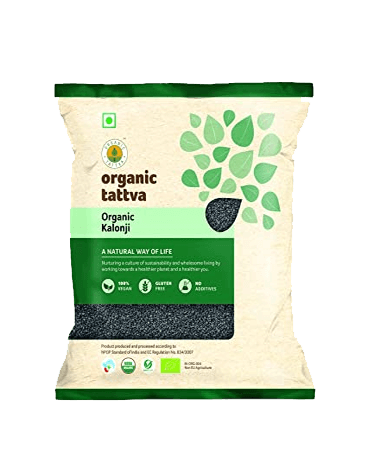 ORGANIC TATTVA
organic
tattva
Organic
Kalonji
A NATURAL WAY OF LIFE
Nurturing a culture of sustainability and wholesome living by
working towards a healthier planet and a healthier you.
100%
VEGAN
GLUTEN
FREE
NO
ADDITIVES
Product produced and processed according to
NPOP Standard of India and EC Regulation No. 834/2007
Non EU Agriculture